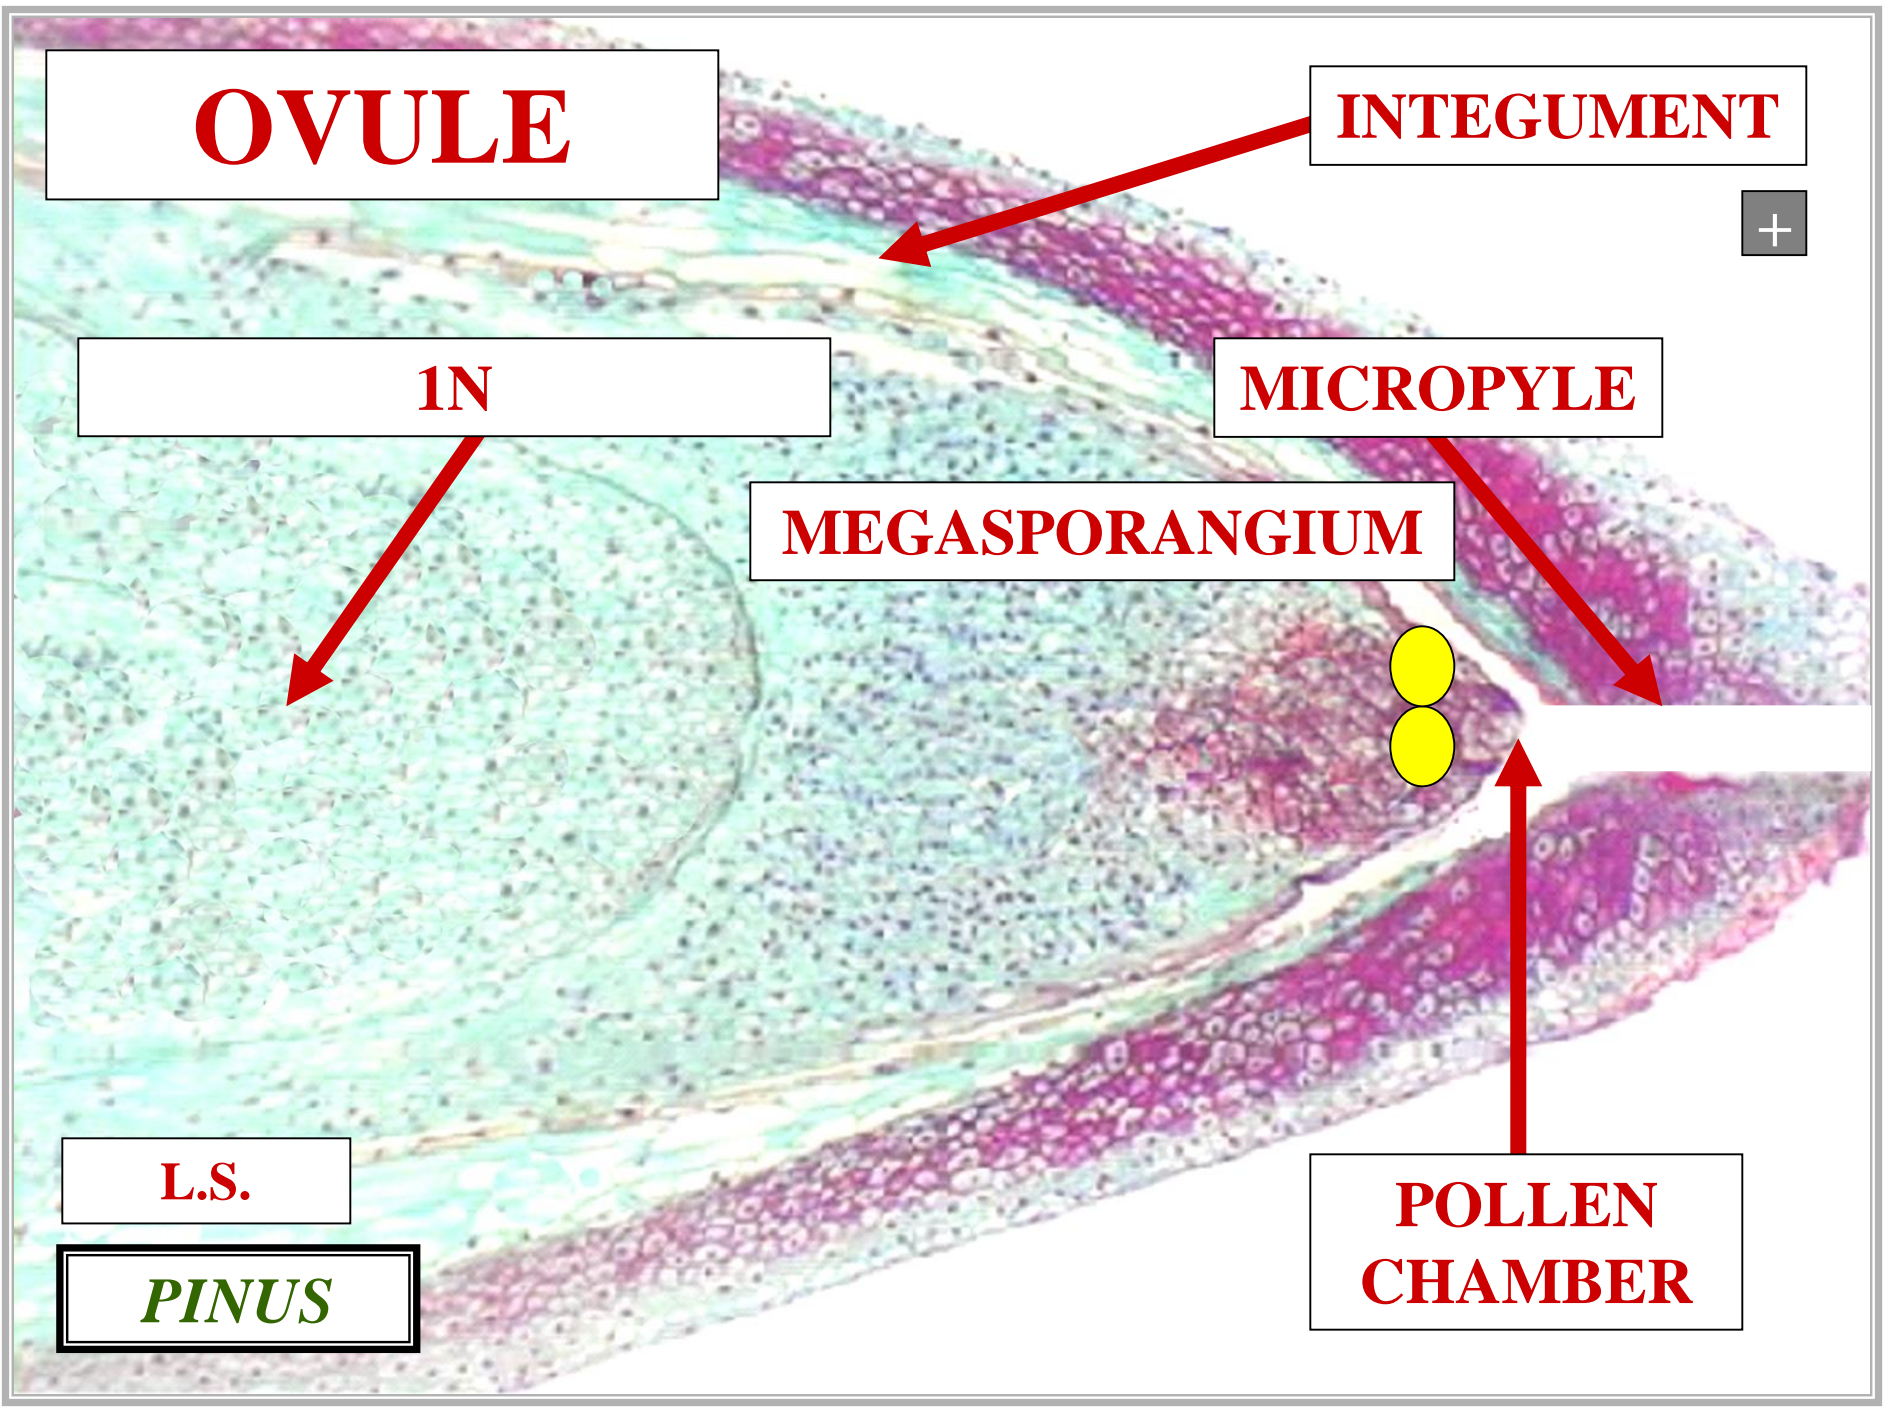 OVULE
INTEGUMENT
+
1N
MICROPYLE
MEGASPORANGIUM
L.S.
PINUS
POLLEN
CHAMBER